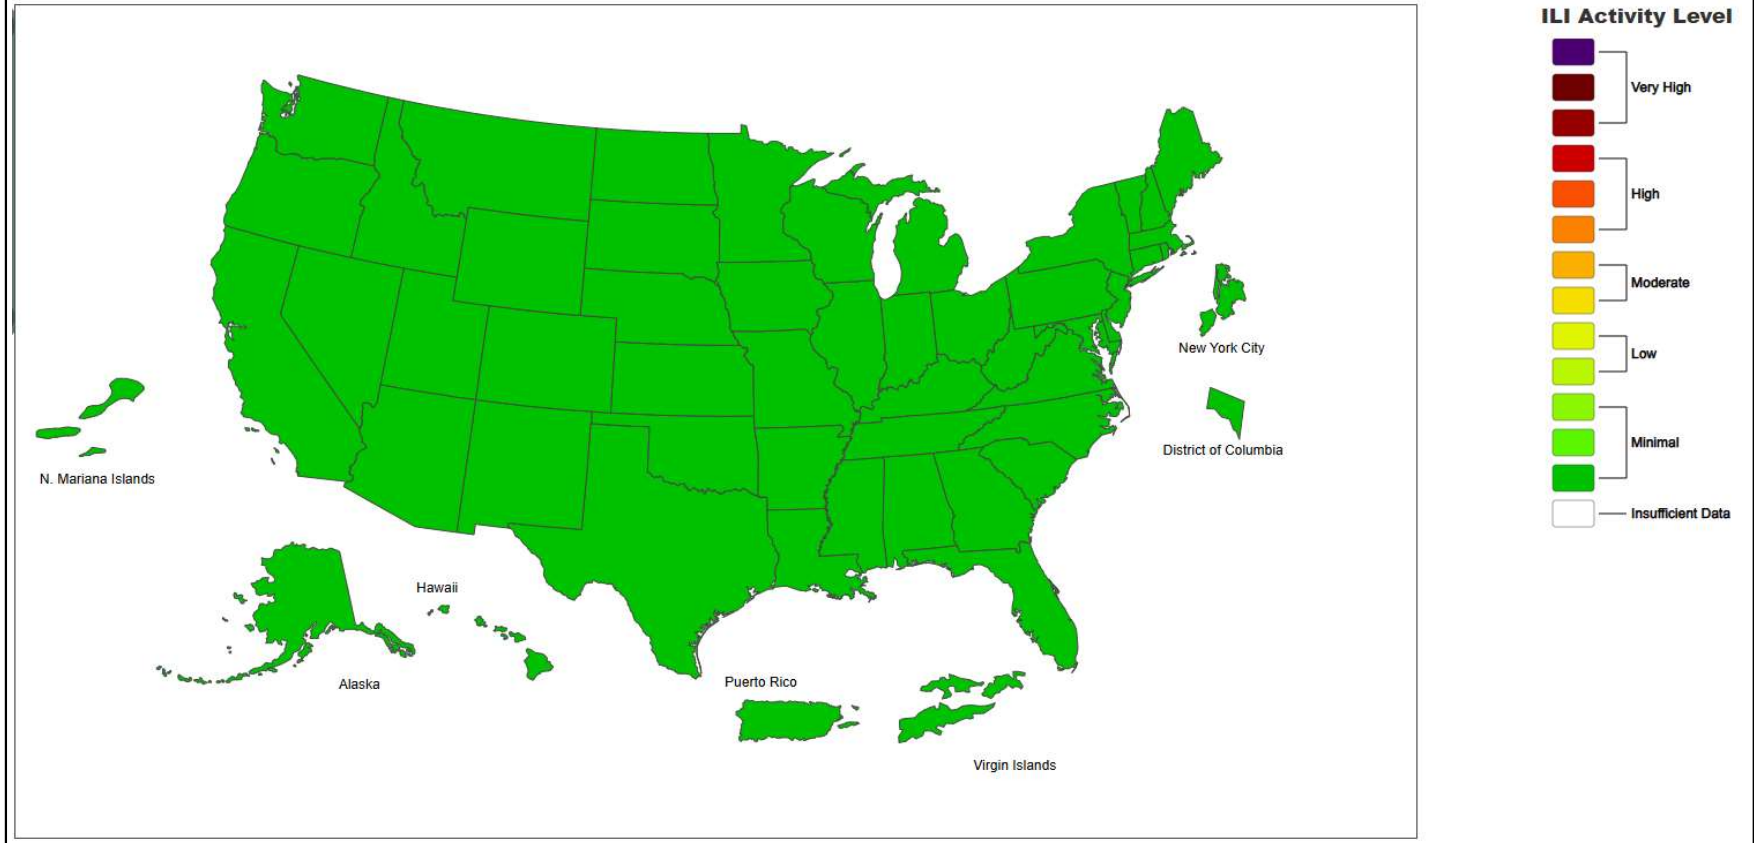 ILI Activity Level
Very High
High
Moderate
Low
Minimal
Insufficient Data
New York City
District of Columbia
N. Mariana Islands
Hawaii
Alaska
Puerto Rico
Virgin Islands